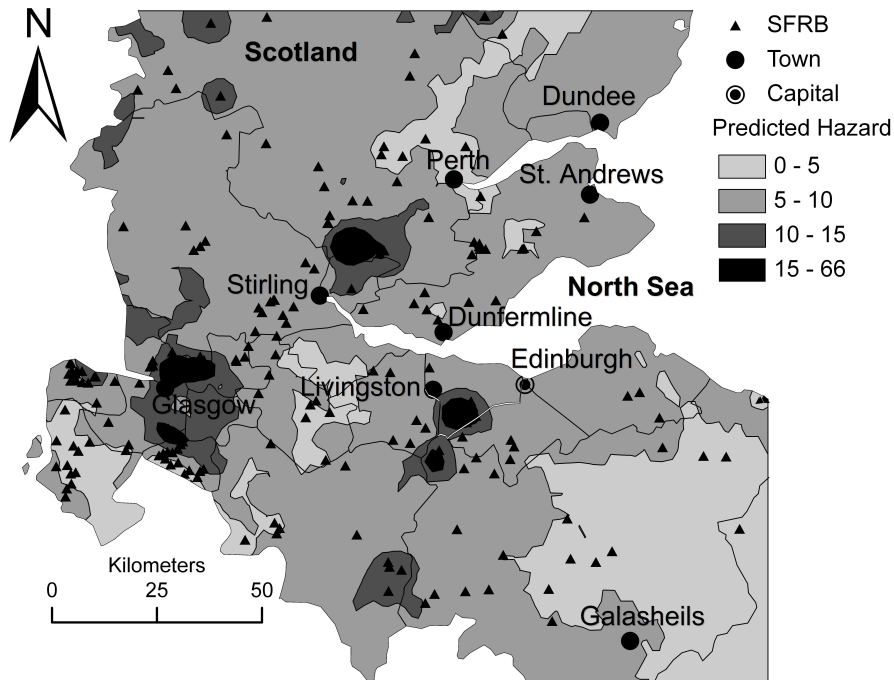 N
Scotland
SFRB
Town
Capital
Predicted Hazard
0 - 5
5 - 10
10 - 15
15 - 66
Dundee
Perth
St. Andrews
Stirling
North Sea
Dunfermline
Edinburgh
Livingston
Glasgow
Kilometers
0 25 50
Galasheils